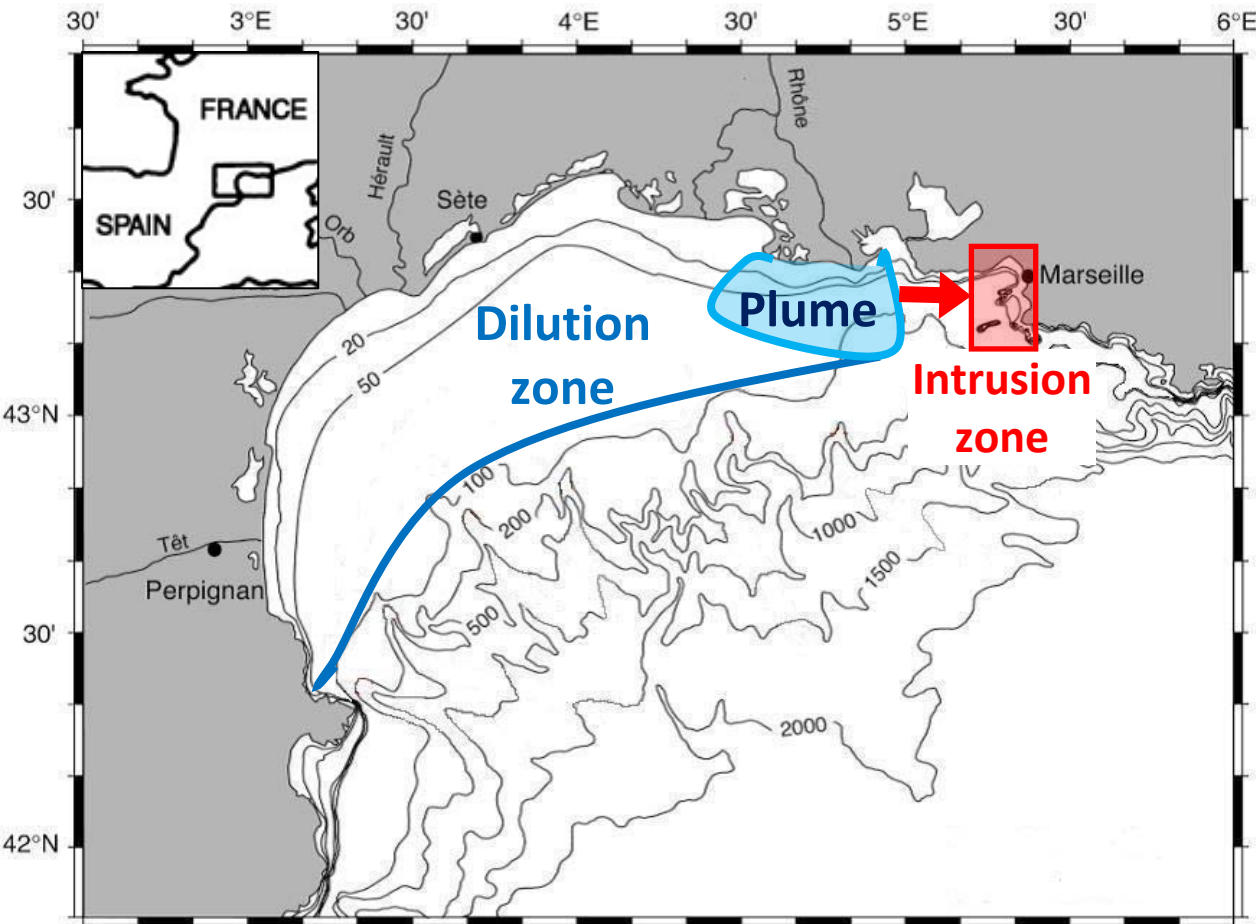 30'
3°E
30'
4°E
30'
5°E
30'
6°E
FRANCE
SPAIN
Orb
Hérault
Sète
Rhône
Marseille
30'
43°N
30'
42°N
20
50
Dilution
zone
Plume
Intrusion
zone
100
200
500
1000
1500
2000
Têt
Perpignan